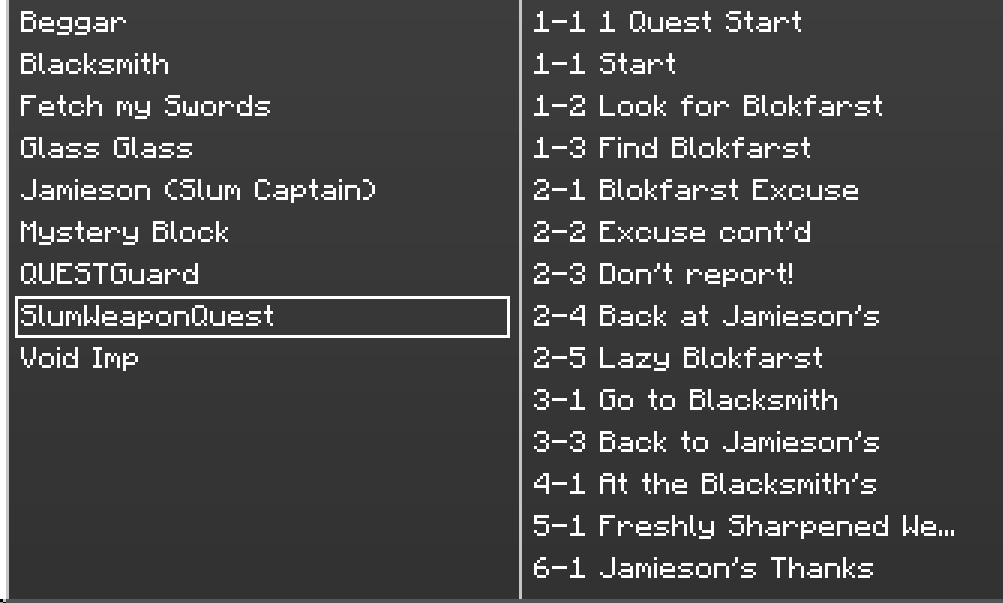 Beggar
Blacksmith
Fetch my Swords
Glass Glass
Jamieson (Slum Captain)
Mystery Block
QUESTGuard
SlumWeaponQuest
Void Imp
1-1 1 Quest Start
1-1 Start
1-2 Look for Blokfarst
1-3 Find Blokfarst
2-1 Blokfarst Excuse
2-2 Excuse cont'd
2-3 Don't report!
2-4 Back at Jamieson's
2-5 Lazy Blokfarst
3-1 Go to Blacksmith
3-3 Back to Jamieson's
4-1 At the Blacksmith's
5-1 Freshly Sharpened We...
6-1 Jamieson's Thanks